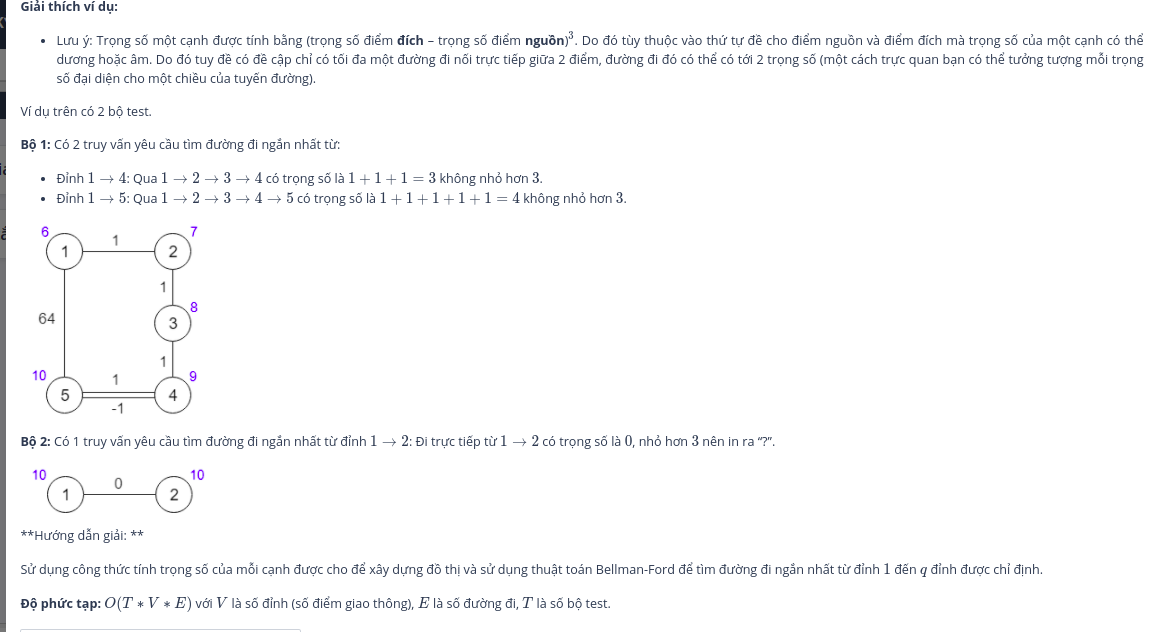 Giải thích ví dụ:
Lưu ý: Trọng số một cạnh được tính bằng (trọng số điểm đích – trọng số điểm nguồn)³. Do đó tùy thuộc vào thứ tự đề cho điểm nguồn và điểm đích mà trọng số của một cạnh có thể
dương hoặc âm. Do đó tuy đề có đề cập chỉ có tối đa một đường đi nối trực tiếp giữa 2 điểm, đường đi đó có thể có tới 2 trọng số (một cách trực quan bạn có thể tưởng tượng mỗi trọng
số đại diện cho một chiều của tuyến đường).
Ví dụ trên có 2 bộ test.
Bộ 1: Có 2 truy vấn yêu cầu tìm đường đi ngắn nhất từ:
Đỉnh 1 → 4: Qua 1 → 2 → 3 → 4 có trọng số là 1 + 1 + 1 = 3 không nhỏ hơn 3.
Đỉnh 1 → 5: Qua 1 → 2 → 3 → 4 → 5 có trọng số là 1 + 1 + 1 + 1 + 1 = 4 không nhỏ hơn 3.
6 1 7
1 2
1
8
64 3
1
10 1 9
5 4
-1
Bộ 2: Có 1 truy vấn yêu cầu tìm đường đi ngắn nhất từ đỉnh 1 → 2: Đi trực tiếp từ 1 → 2 có trọng số là 0, nhỏ hơn 3 nên in ra “?”.
10 0 10
1 2
**Hướng dẫn giải: **
Sử dụng công thức tính trọng số của mỗi cạnh được cho để xây dựng đồ thị và sử dụng thuật toán Bellman-Ford để tìm đường đi ngắn nhất từ đỉnh 1 đến q đỉnh được chỉ định.
Độ phức tạp: O(T * V * E) với V là số đỉnh (số điểm giao thông), E là số đường đi, T là số bộ test.